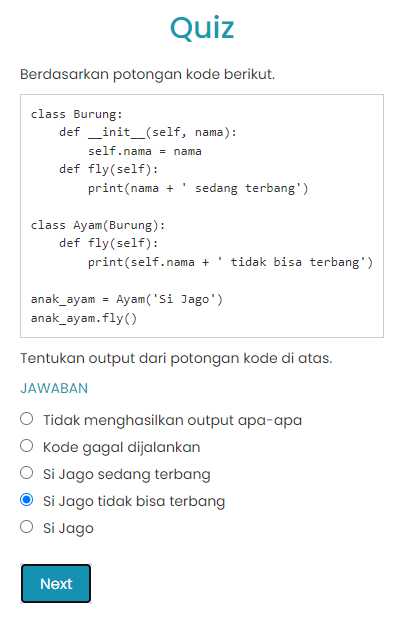 Quiz
Berdasarkan potongan kode berikut.
class Burung:
    def __init__(self, nama):
        self.nama = nama
    def fly(self):
        print(nama + ' sedang terbang')
class Ayam(Burung):
    def fly(self):
        print(self.nama + ' tidak bisa terbang')
anak_ayam = Ayam('Si Jago')
anak_ayam.fly()
Tentukan output dari potongan kode di atas.
JAWABAN
Tidak menghasilkan output apa-apa
Kode gagal dijalankan
Si Jago sedang terbang
Si Jago tidak bisa terbang
Si Jago
Next